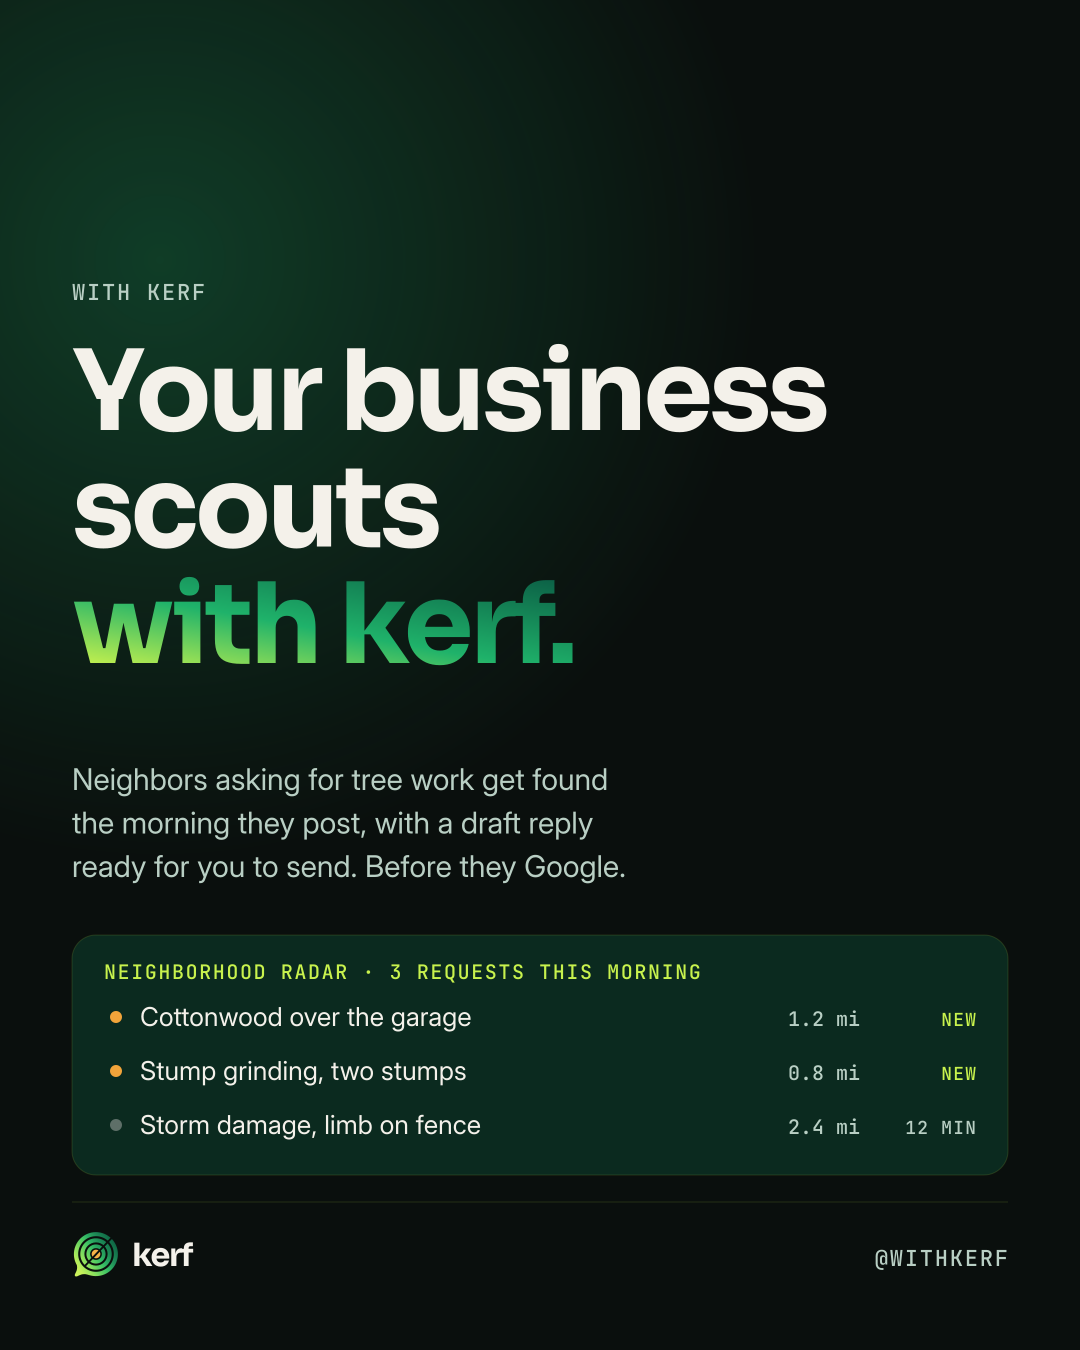 WITH KERF
Your business
scouts
with kerf.
Neighbors asking for tree work get found
the morning they post, with a draft reply
ready for you to send. Before they Google.
NEIGHBORHOOD RADAR · 3 REQUESTS THIS MORNING
Cottonwood over the garage 1.2 mi NEW
Stump grinding, two stumps 0.8 mi NEW
Storm damage, limb on fence 2.4 mi 12 MIN
kerf @WITHKERF